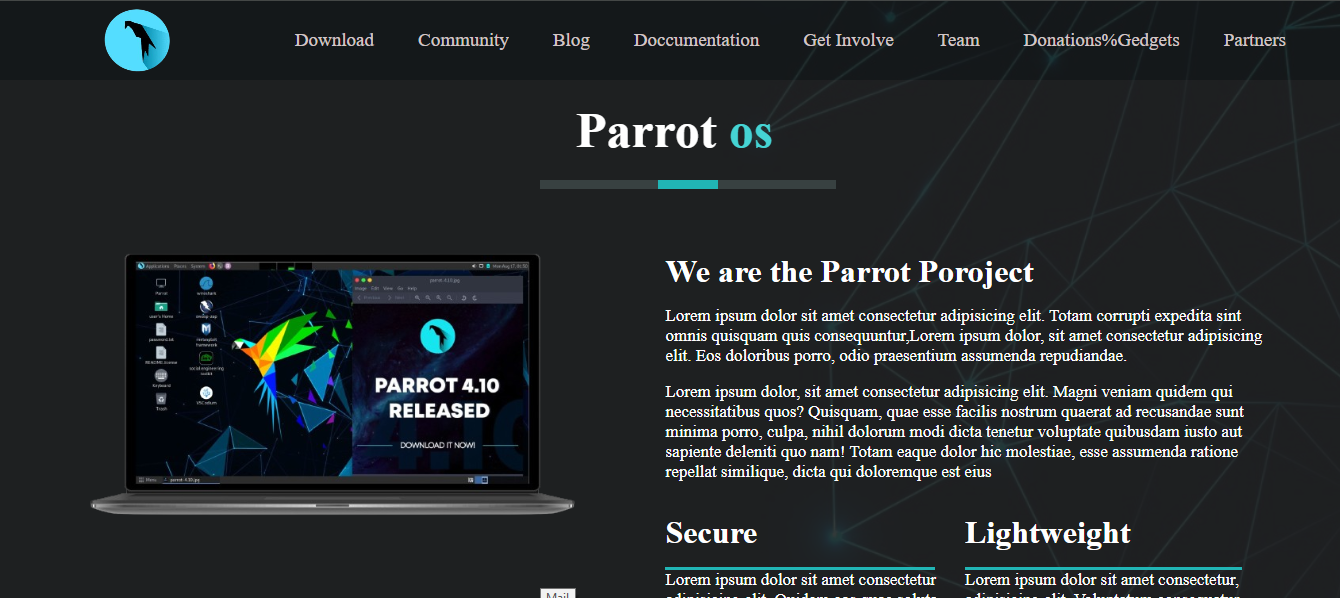 Download Community Blog Doccumentation Get Involve Team Donations%Gedgets Partners
Parrot os
We are the Parrot Poroject
Lorem ipsum dolor sit amet consectetur adipisicing elit. Totam corrupti expedita sint
omnis quisquam quis consequuntur,Lorem ipsum dolor, sit amet consectetur adipisicing
elit. Eos doloribus porro, odio praesentium assumenda repudiandae.
Lorem ipsum dolor, sit amet consectetur adipisicing elit. Magni veniam quidem qui
necessitatibus quos? Quisquam, quae esse facilis nostrum quaerat ad recusandae sunt
minima porro, culpa, nihil dolorum modi dicta tenetur voluptate quibusdam iusto aut
sapiente deleniti quo nam! Totam eaque dolor hic molestiae, esse assumenda ratione
repellat similique, dicta qui doloremque est eius
PARROT 4.10
RELEASED
DOWNLOAD IT NOW!
Secure
Lorem ipsum dolor sit amet consectetur
Lightweight
Lorem ipsum dolor sit amet consectetur,
Mail